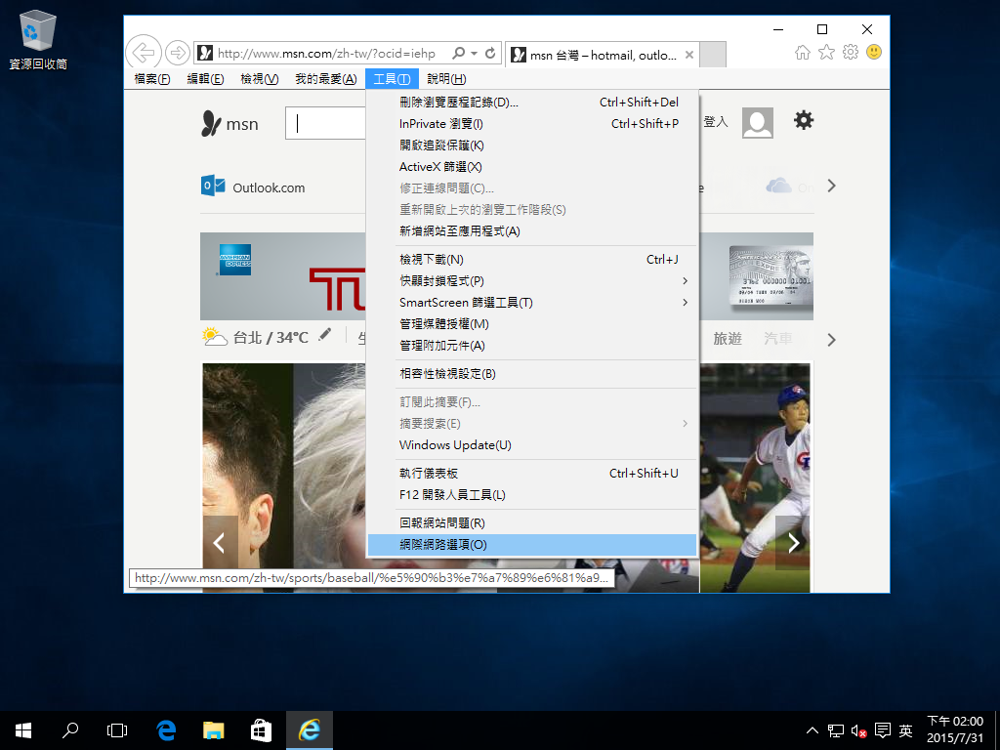 資源回收筒
http://www.msn.com/zh-tw/?ocid=iehp
msn 台灣 – hotmail, outlo...
檔案(F) 編輯(E) 檢視(V) 我的最愛(A) 工具(T) 說明(H)
刪除瀏覽歷程記錄(D)... Ctrl+Shift+Del
InPrivate 瀏覽(I) Ctrl+Shift+P
開啟追蹤保護(K)
ActiveX 篩選(X)
修正連線問題(C)...
重新開啟上次的瀏覽工作階段(S)
新增網站至應用程式(A)
檢視下載(N) Ctrl+J
快顯封鎖程式(P)
SmartScreen 篩選工具(T)
管理媒體授權(M)
管理附加元件(A)
相容性檢視設定(B)
訂閱此摘要(F)...
摘要搜索(E)
Windows Update(U)
執行儀表板 Ctrl+Shift+U
F12 開發人員工具(L)
回報網站問題(R)
網際網路選項(O)
msn
登入
Outlook.com
e
On
AMERICAN EXPRESS
台北 / 34°C
旅遊 汽車
http://www.msn.com/zh-tw/sports/baseball/%e5%90%b3%e7%a7%89%e6%81%a9...
英
下午 02:00
2015/7/31